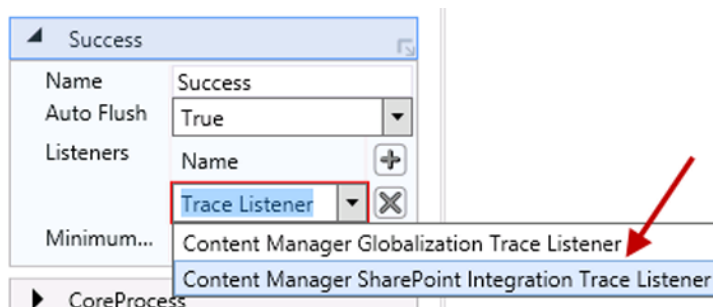 Success
Name Success
Auto Flush True
Listeners Name
Trace Listener
Minimum...
Content Manager Globalization Trace Listener
Content Manager SharePoint Integration Trace Listener
CoreProcess